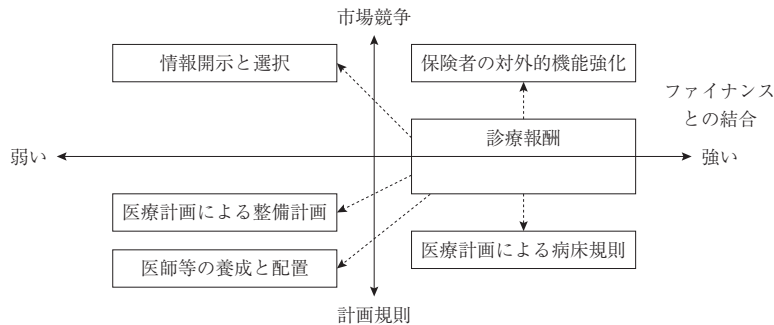 市場競争
情報開示と選択
保険者の対外的機能強化
ファイナンス
との結合
診療報酬
弱い
強い
医療計画による整備計画
医療計画による病床規則
医師等の養成と配置
計画規則